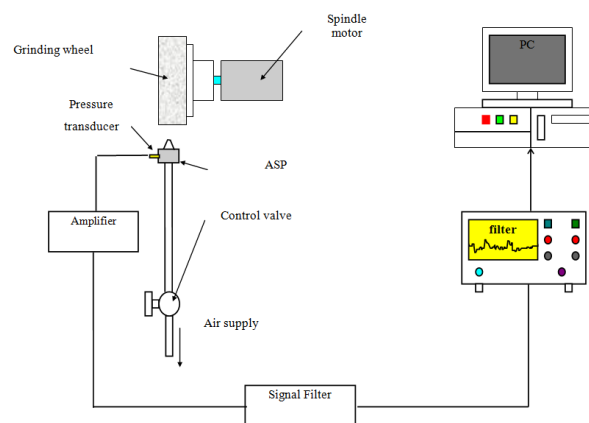 Spindle
motor
Grinding wheel
PC
Pressure
transducer
ASP
Amplifier
Control valve
filter
Air supply
Signal Filter